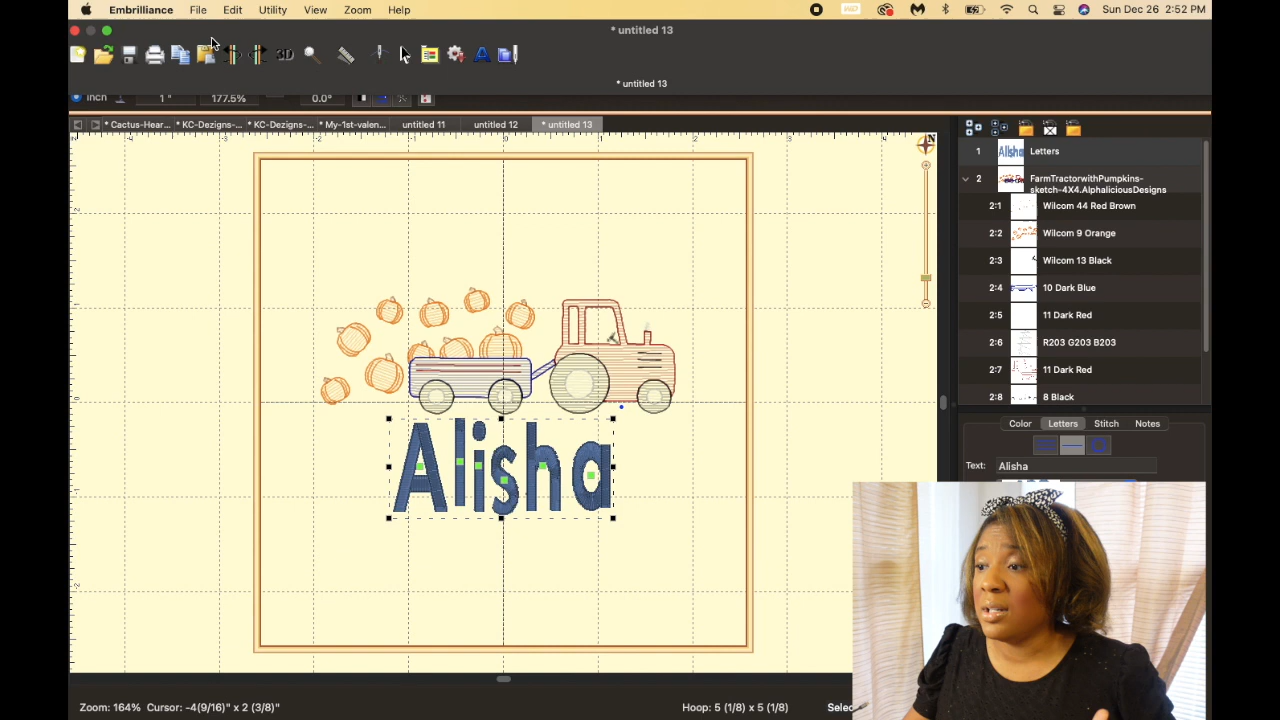 Embrilliance File Edit Utility View Zoom Help Sun Dec 26 2:52 PM
* untitled 13
3D
* untitled 13
inch 1 " 177.5% 0.0°
* Cactus-Hear... * KC-Dezigns-... * KC-Dezigns-... * My-1st-valen... untitled 11 untitled 12 * untitled 13
N
1 Alisha Letters
2 FarmTractorwithPumpkins-
sketch-4X4.AlphaliciousDesigns
2:1 Wilcom 44 Red Brown
2:2 Wilcom 9 Orange
2:3 Wilcom 13 Black
2:4 10 Dark Blue
2:5 11 Dark Red
2:6 R203 G203 B203
2:7 11 Dark Red
2:8 8 Black
Color Letters Stitch Notes
Text: Alisha
Alisha
Zoom: 164% Cursor: -4(9/16)" x 2 (3/8)" Hoop: 5 (1/8) x 5 (1/8) Selec